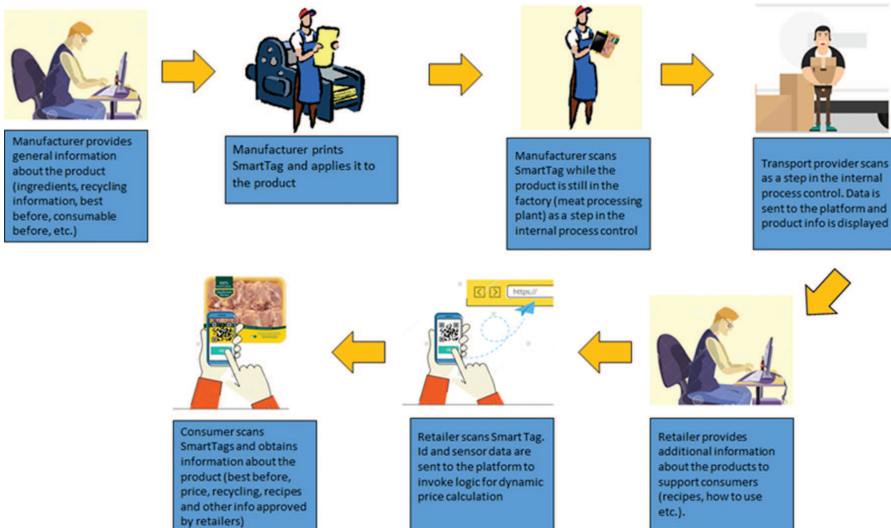 Manufacturer provides
general information
about the product
(ingredients, recycling
information, best
before, consumable
before, etc.)
Manufacturer prints
SmartTag and applies it to
the product
Manufacturer scans
SmartTag while the
product is still in the
factory (meat processing
plant) as a step in the
internal process control
Transport provider scans
as a step in the internal
process control. Data is
sent to the platform and
product info is displayed
https://
Consumer scans
SmartTags and obtains
information about the
product (best before,
price, recycling, recipes
and other info approved
by retailers)
Retailer scans Smart Tag.
Id and sensor data are
sent to the platform to
invoke logic for dynamic
price calculation
Retailer provides
additional information
about the products to
support consumers
(recipes, how to use
etc.).